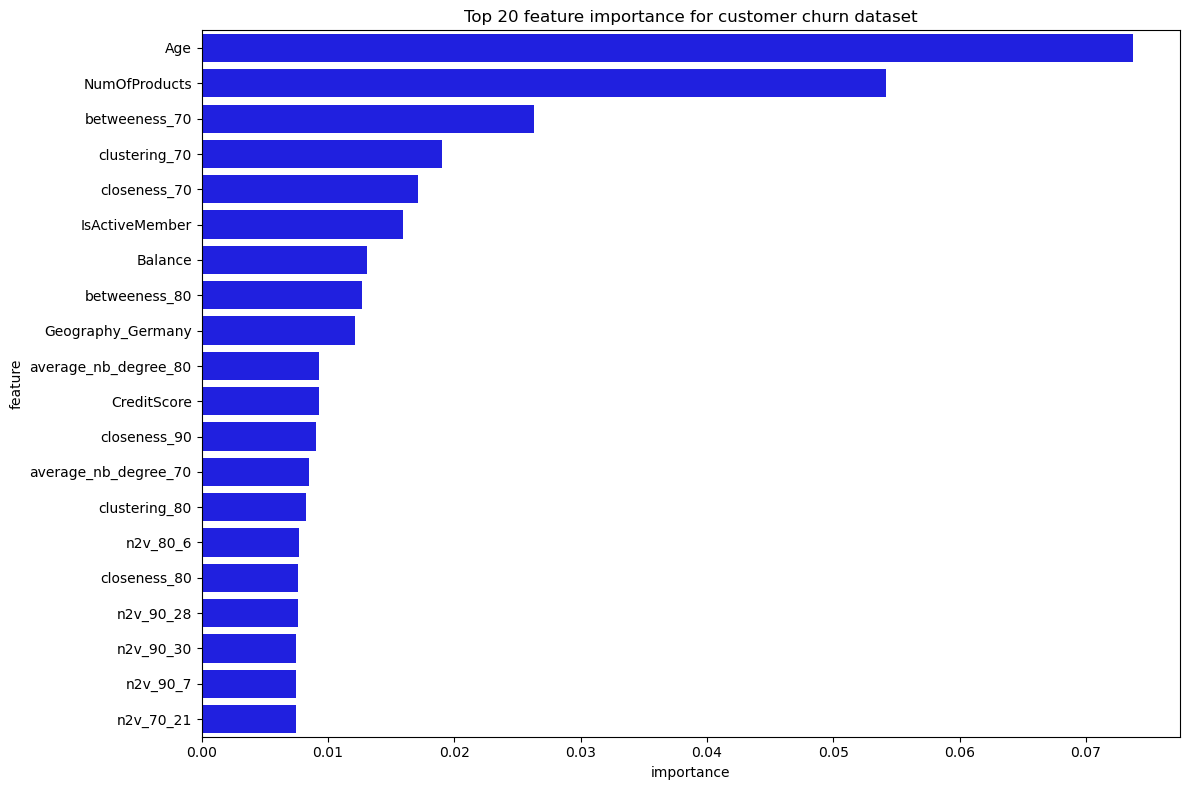 Top 20 feature importance for customer churn dataset
Age
NumOfProducts
betweeness_70
clustering_70
closeness_70
IsActiveMember
Balance
betweeness_80
Geography_Germany
average_nb_degree_80
CreditScore
closeness_90
average_nb_degree_70
clustering_80
n2v_80_6
closeness_80
n2v_90_28
n2v_90_30
n2v_90_7
n2v_70_21
feature
0.00 0.01 0.02 0.03 0.04 0.05 0.06 0.07
importance